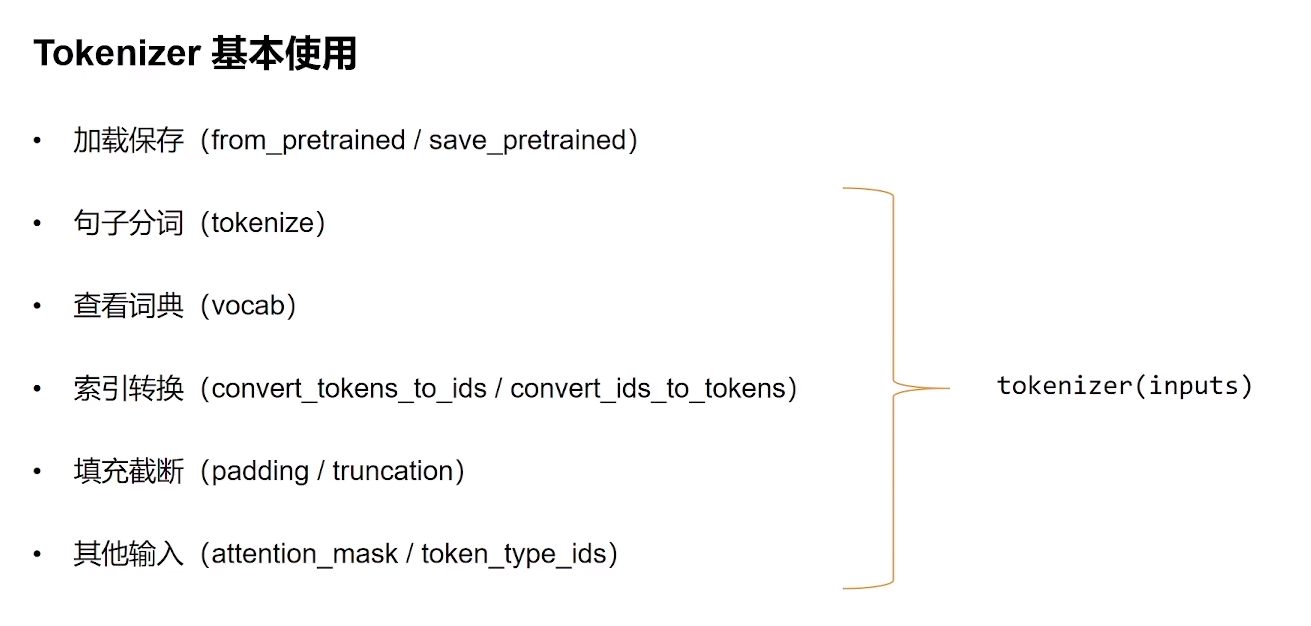 Tokenizer 基本使用
• 加载保存（from_pretrained / save_pretrained）
• 句子分词（tokenize）
• 查看词典（vocab）
• 索引转换（convert_tokens_to_ids / convert_ids_to_tokens）
tokenizer(inputs)
• 填充截断（padding / truncation）
• 其他输入（attention_mask / token_type_ids）